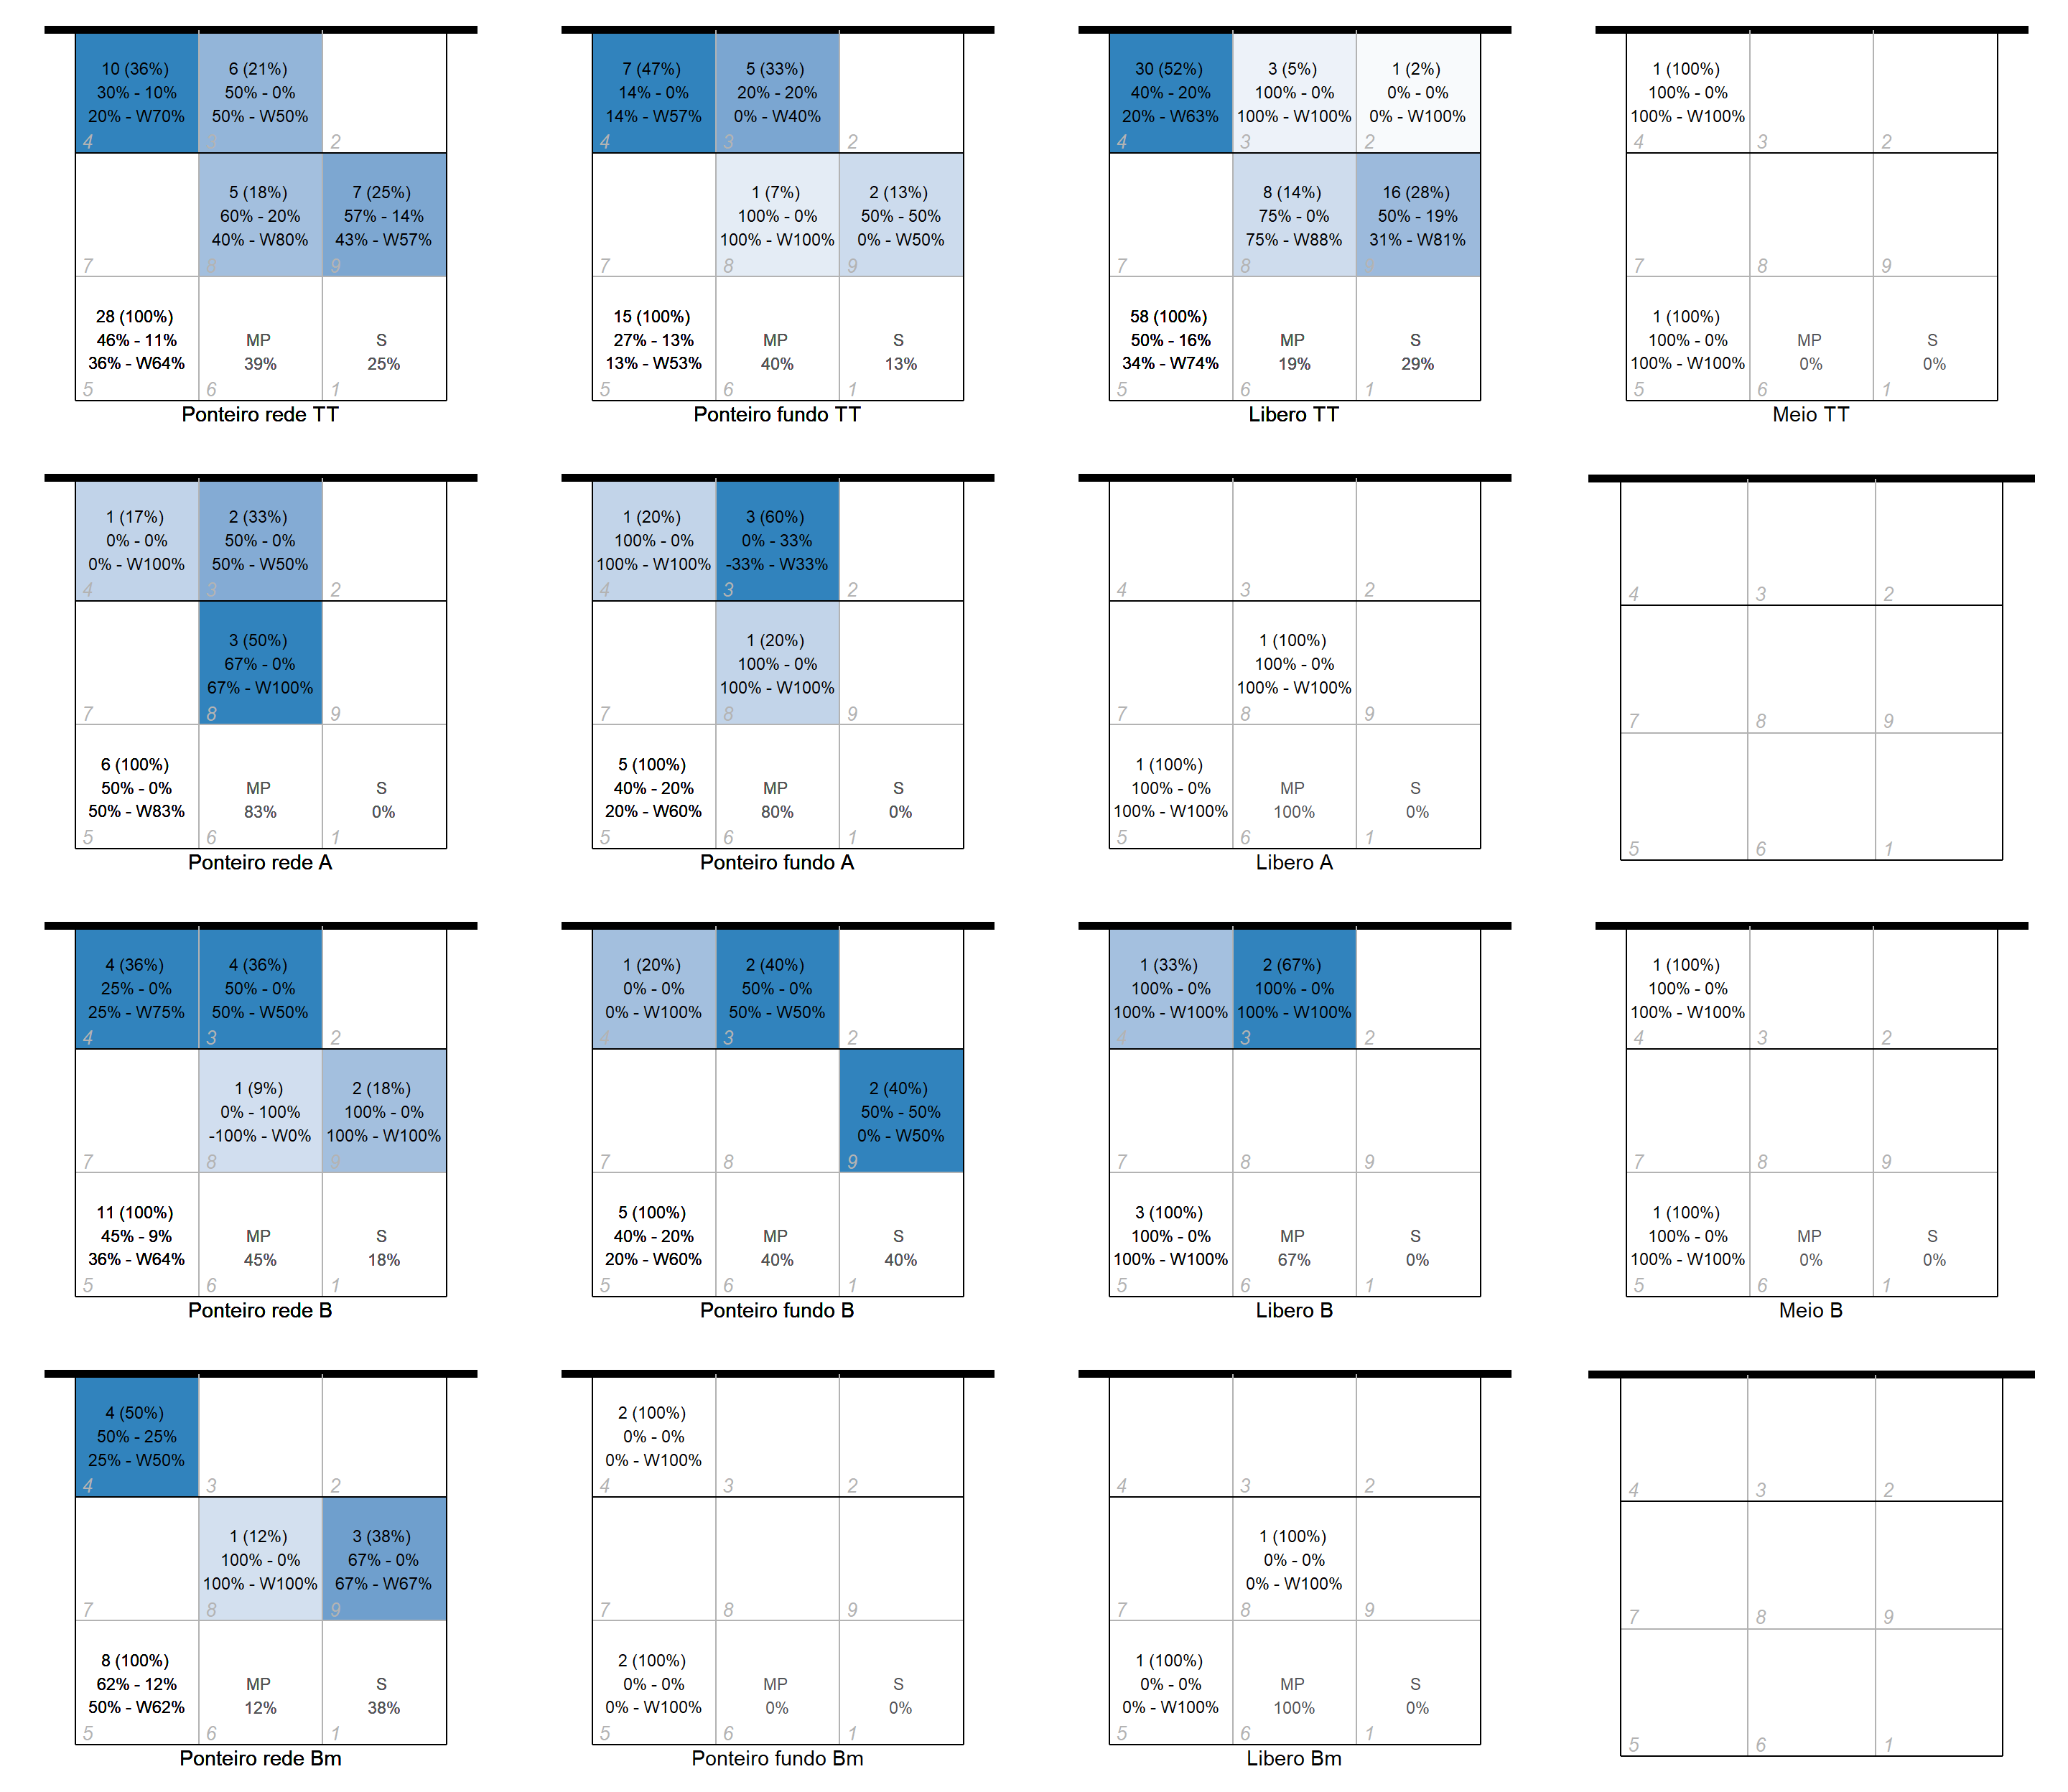 10 (36%)
30% - 10%
20% - W70%
4
6 (21%)
50% - 0%
50% - W50%
3
2
7
5 (18%)
60% - 20%
40% - W80%
8
7 (25%)
57% - 14%
43% - W57%
9
28 (100%)
46% - 11%
36% - W64%
5
MP
39%
6
S
25%
1
Ponteiro rede TT
7 (47%)
14% - 0%
14% - W57%
4
5 (33%)
20% - 20%
0% - W40%
3
2
7
1 (7%)
100% - 0%
100% - W100%
8
2 (13%)
50% - 50%
0% - W50%
9
15 (100%)
27% - 13%
13% - W53%
5
MP
40%
6
S
13%
1
Ponteiro fundo TT
30 (52%)
40% - 20%
20% - W63%
4
3 (5%)
100% - 0%
100% - W100%
3
1 (2%)
0% - 0%
0% - W100%
2
7
8 (14%)
75% - 0%
75% - W88%
8
16 (28%)
50% - 19%
31% - W81%
9
58 (100%)
50% - 16%
34% - W74%
5
MP
19%
6
S
29%
1
Libero TT
1 (100%)
100% - 0%
100% - W100%
4
3
2
7
8
9
1 (100%)
100% - 0%
100% - W100%
5
MP
0%
6
S
0%
1
Meio TT
1 (17%)
0% - 0%
0% - W100%
4
2 (33%)
50% - 0%
50% - W50%
3
2
7
3 (50%)
67% - 0%
67% - W100%
8
9
6 (100%)
50% - 0%
50% - W83%
5
MP
83%
6
S
0%
1
Ponteiro rede A
1 (20%)
100% - 0%
100% - W100%
4
3 (60%)
0% - 33%
-33% - W33%
3
2
7
1 (20%)
100% - 0%
100% - W100%
8
9
5 (100%)
40% - 20%
20% - W60%
5
MP
80%
6
S
0%
1
Ponteiro fundo A
4
3
2
7
1 (100%)
100% - 0%
100% - W100%
8
9
1 (100%)
100% - 0%
100% - W100%
5
MP
100%
6
S
0%
1
Libero A
4
3
2
7
8
9
5
6
1
4 (36%)
25% - 0%
25% - W75%
4
4 (36%)
50% - 0%
50% - W50%
3
2
7
1 (9%)
0% - 100%
-100% - W0%
8
2 (18%)
100% - 0%
100% - W100%
9
11 (100%)
45% - 9%
36% - W64%
5
MP
45%
6
S
18%
1
Ponteiro rede B
1 (20%)
0% - 0%
0% - W100%
4
2 (40%)
50% - 0%
50% - W50%
3
2
7
8
2 (40%)
50% - 50%
0% - W50%
9
5 (100%)
40% - 20%
20% - W60%
5
MP
40%
6
S
40%
1
Ponteiro fundo B
1 (33%)
100% - 0%
100% - W100%
4
2 (67%)
100% - 0%
100% - W100%
3
2
7
8
9
3 (100%)
100% - 0%
100% - W100%
5
MP
67%
6
S
0%
1
Libero B
1 (100%)
100% - 0%
100% - W100%
4
3
2
7
8
9
1 (100%)
100% - 0%
100% - W100%
5
MP
0%
6
S
0%
1
Meio B
4 (50%)
50% - 25%
25% - W50%
4
3
2
7
1 (12%)
100% - 0%
100% - W100%
8
3 (38%)
67% - 0%
67% - W67%
9
8 (100%)
62% - 12%
50% - W62%
5
MP
12%
6
S
38%
1
Ponteiro rede Bm
2 (100%)
0% - 0%
0% - W100%
4
3
2
7
8
9
2 (100%)
0% - 0%
0% - W100%
5
MP
0%
6
S
0%
1
Ponteiro fundo Bm
4
3
2
7
1 (100%)
0% - 0%
0% - W100%
8
9
1 (100%)
0% - 0%
0% - W100%
5
MP
100%
6
S
0%
1
Libero Bm
4
3
2
7
8
9
5
6
1